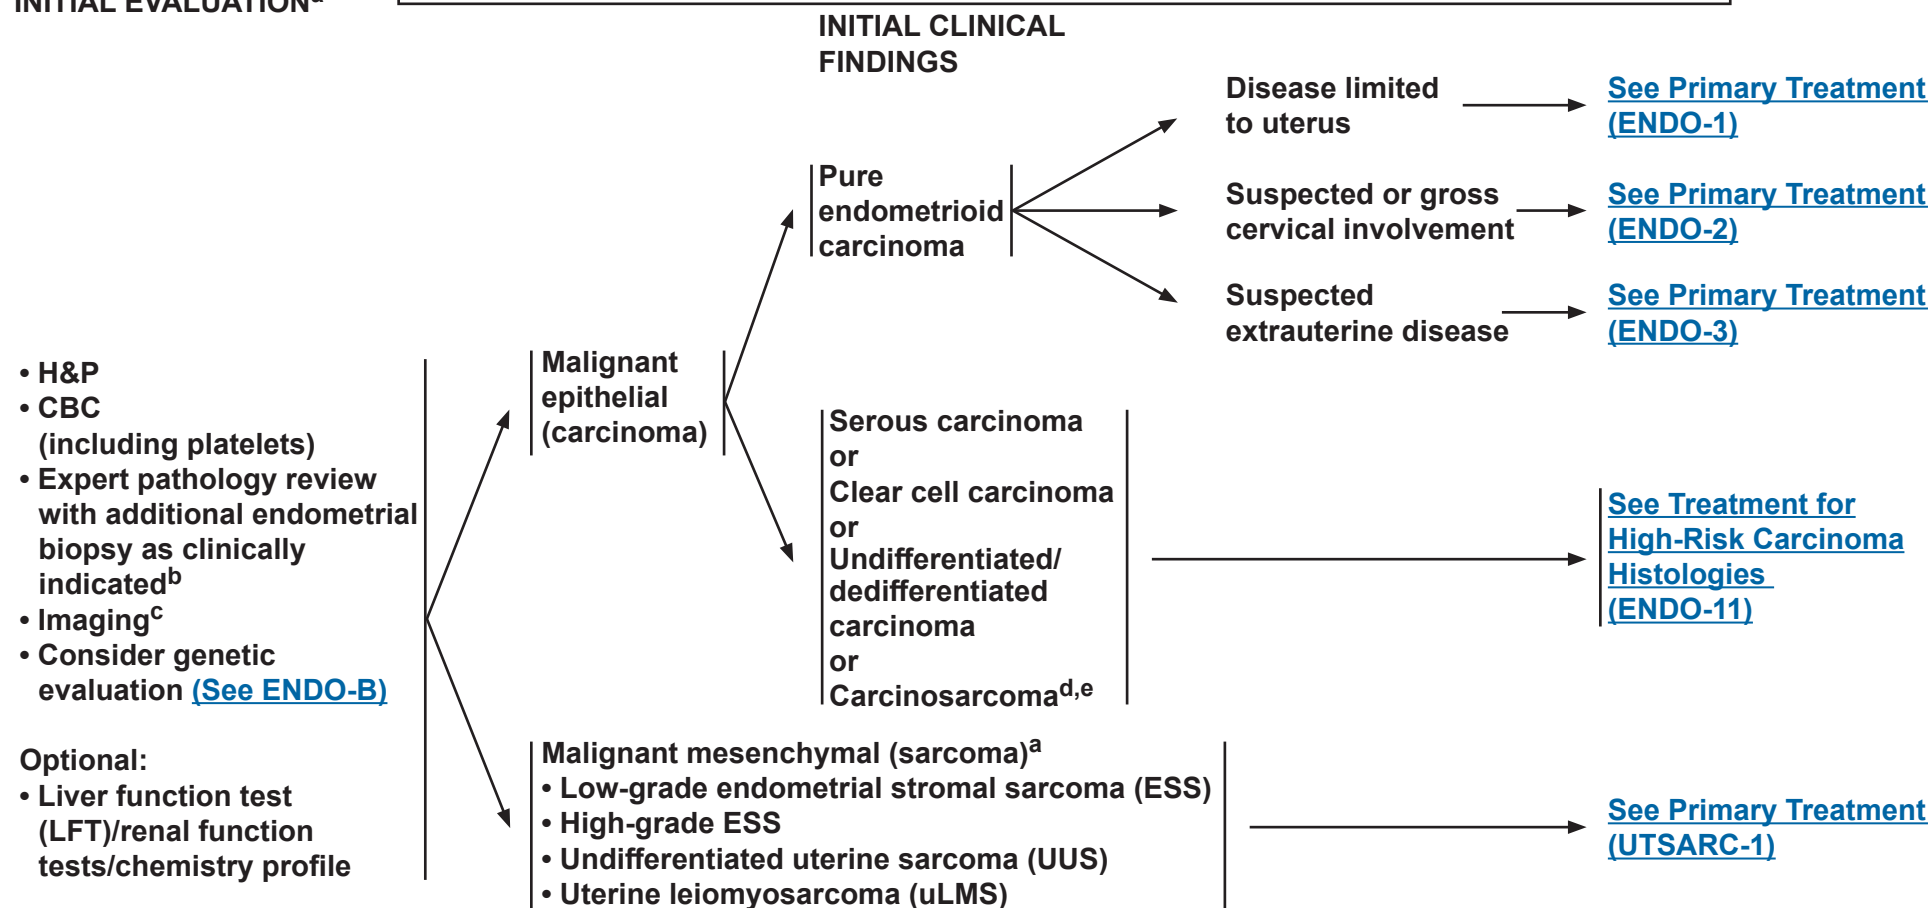 INITIAL EVALUATIONa
INITIAL CLINICAL
FINDINGS
• H&P
• CBC
(including platelets)
• Expert pathology review
with additional endometrial
biopsy as clinically
indicatedb
• Imagingc
• Consider genetic
evaluation (See ENDO-B)
Optional:
• Liver function test
(LFT)/renal function
tests/chemistry profile
Malignant
epithelial
(carcinoma)
Pure
endometrioid
carcinoma
Disease limited
to uterus
See Primary Treatment
(ENDO-1)
Suspected or gross
cervical involvement
See Primary Treatment
(ENDO-2)
Suspected
extrauterine disease
See Primary Treatment
(ENDO-3)
Serous carcinoma
or
Clear cell carcinoma
or
Undifferentiated/
dedifferentiated
carcinoma
or
Carcinosarcomad,e
See Treatment for
High-Risk Carcinoma
Histologies
(ENDO-11)
Malignant mesenchymal (sarcoma)a
• Low-grade endometrial stromal sarcoma (ESS)
• High-grade ESS
• Undifferentiated uterine sarcoma (UUS)
• Uterine leiomyosarcoma (uLMS)
See Primary Treatment
(UTSARC-1)